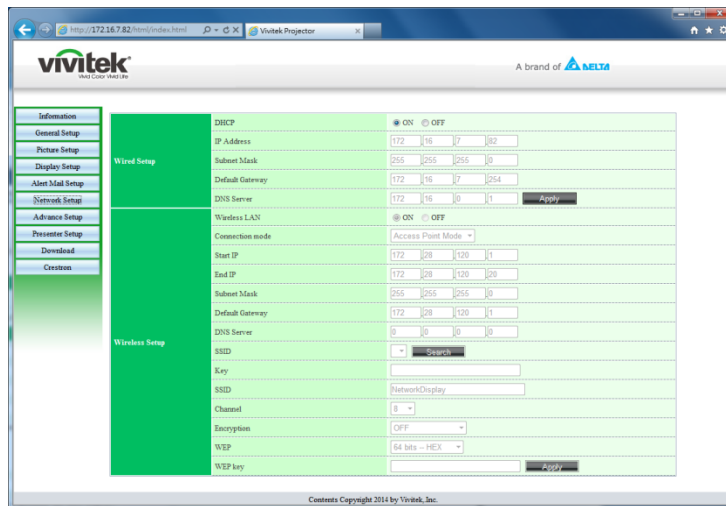 http://172.16.7.82/html/index.html
Vivitek Projector
vivitek
Vivid Color Vivid Life
A brand of DELTA
Information
General Setup
Picture Setup
Display Setup
Alert Mail Setup
Network Setup
Advance Setup
Presenter Setup
Download
Crestron
Wired Setup
DHCP ON OFF
IP Address 172 16 7 82
Subnet Mask 255 255 255 0
Default Gateway 172 16 7 254
DNS Server 172 16 0 1 Apply
Wireless Setup
Wireless LAN ON OFF
Connection mode Access Point Mode
Start IP 172 28 120 1
End IP 172 28 120 20
Subnet Mask 255 255 255 0
Default Gateway 172 28 120 1
DNS Server 0 0 0 0
SSID Search
Key
SSID NetworkDisplay
Channel 8
Encryption OFF
WEP 64 bits -- HEX
WEP key Apply
Contents Copyright 2014 by Vivitek, Inc.